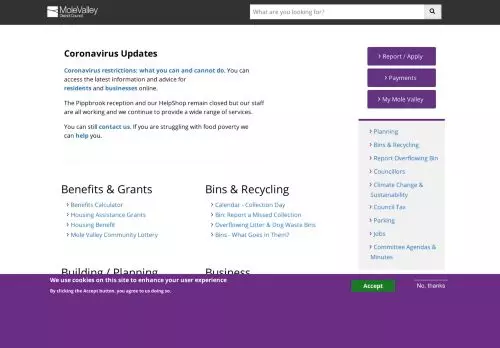 MoleValley
District Council
What are you looking for?
Coronavirus Updates
Coronavirus restrictions: what you can and cannot do. You can
access the latest information and advice for
residents and businesses online.
The Pippbrook reception and our HelpShop remain closed but our staff
are all working and we continue to provide a wide range of services.
You can still contact us. If you are struggling with food poverty we
can help you.
Report / Apply
Payments
My Mole Valley
Planning
Bins & Recycling
Report Overflowing Bin
Councillors
Climate Change &
Sustainability
Council Tax
Parking
Jobs
Committee Agendas &
Minutes
Benefits & Grants
Benefits Calculator
Housing Assistance Grants
Housing Benefit
Mole Valley Community Lottery
Bins & Recycling
Calendar - Collection Day
Bin: Report a Missed Collection
Overflowing Litter & Dog Waste Bins
Bins - What Goes in Them?
Building / Planning
Business
We use cookies on this site to enhance your user experience
By clicking the Accept button, you agree to us doing so.
Accept
No, thanks